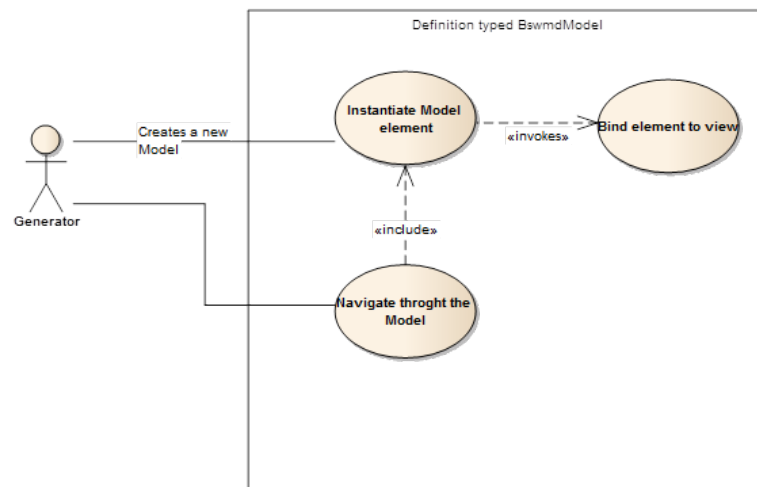 Definition typed BswmdModel
Instantiate Model
element
Bind element to view
«invokes»
Creates a new
Model
Generator
«include»
Navigate throght the
Model